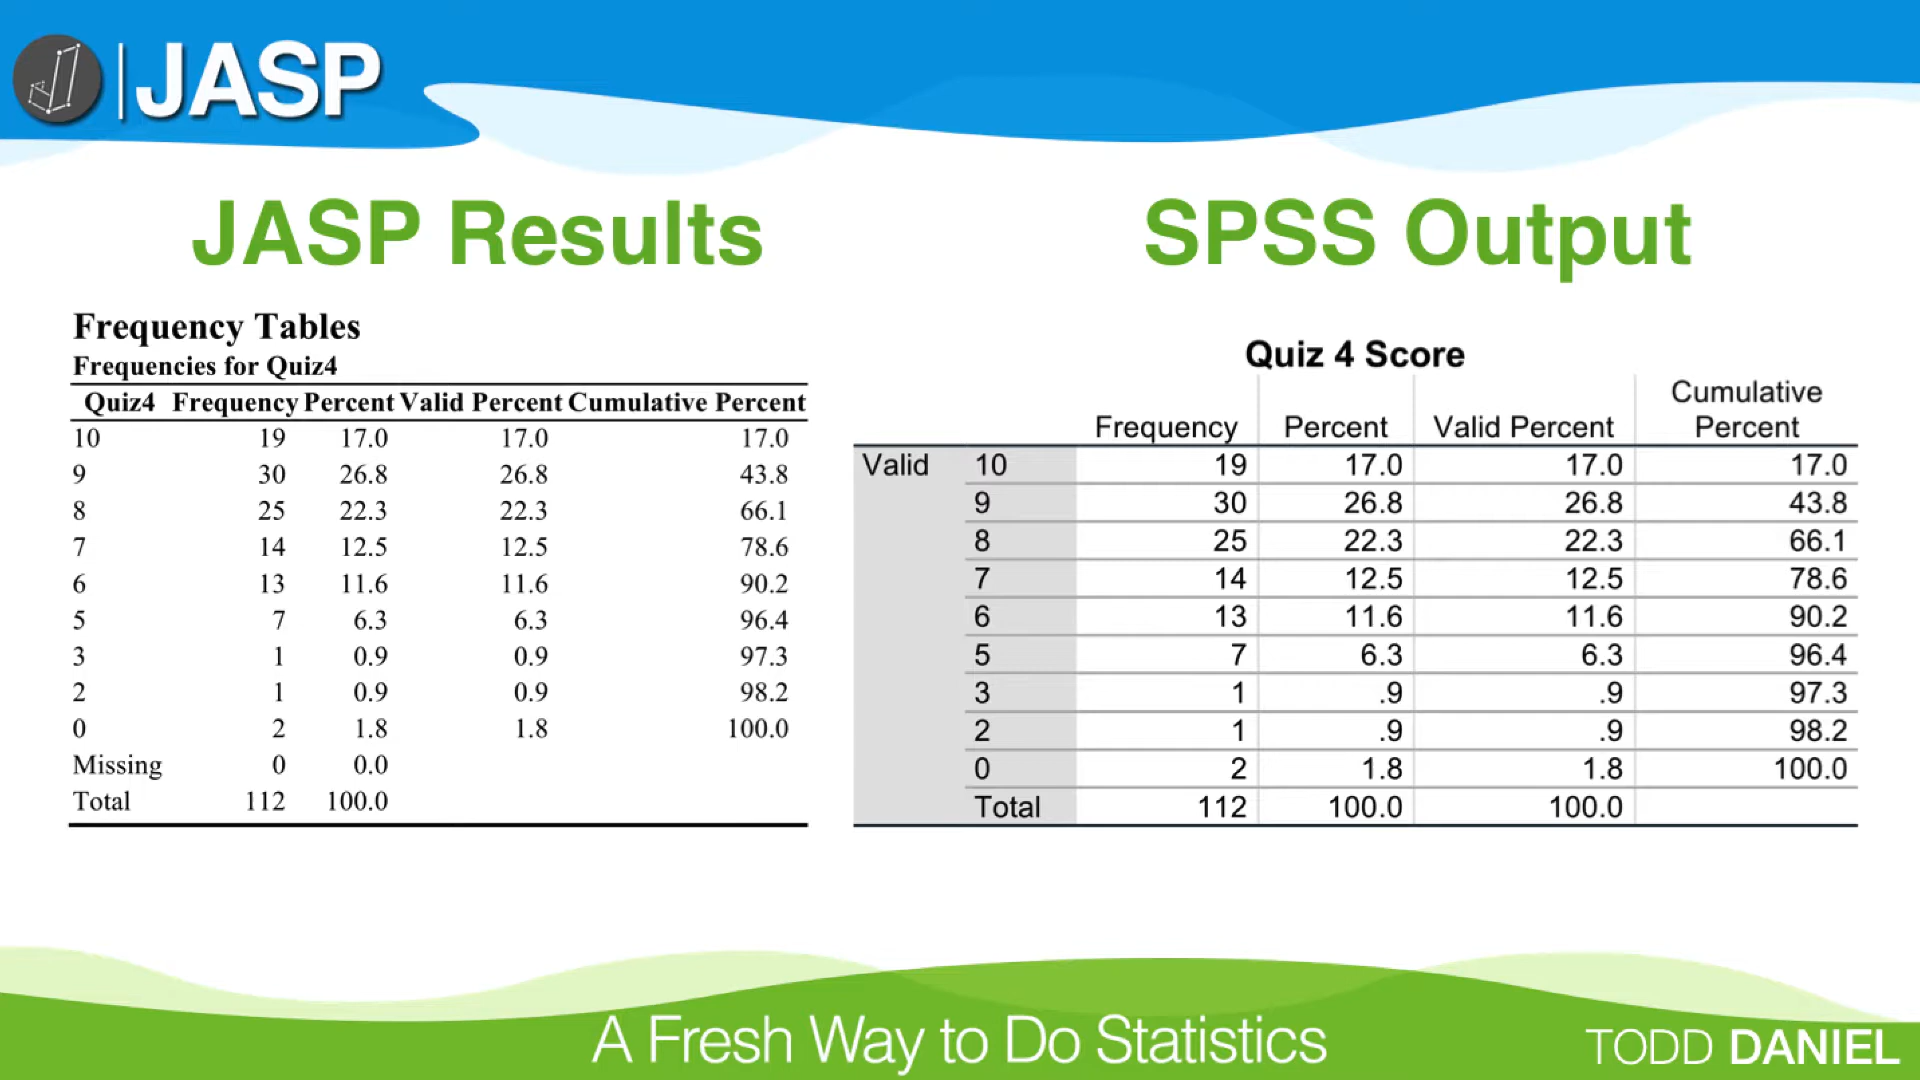 JASP
JASP Results
SPSS Output
Frequency Tables
Frequencies for Quiz4
Quiz4 Frequency Percent Valid Percent Cumulative Percent
10 19 17.0 17.0 17.0
9 30 26.8 26.8 43.8
8 25 22.3 22.3 66.1
7 14 12.5 12.5 78.6
6 13 11.6 11.6 90.2
5 7 6.3 6.3 96.4
3 1 0.9 0.9 97.3
2 1 0.9 0.9 98.2
0 2 1.8 1.8 100.0
Missing 0 0.0
Total 112 100.0
Quiz 4 Score
Cumulative
Frequency Percent Valid Percent Percent
Valid 10 19 17.0 17.0 17.0
9 30 26.8 26.8 43.8
8 25 22.3 22.3 66.1
7 14 12.5 12.5 78.6
6 13 11.6 11.6 90.2
5 7 6.3 6.3 96.4
3 1 .9 .9 97.3
2 1 .9 .9 98.2
0 2 1.8 1.8 100.0
Total 112 100.0 100.0
A Fresh Way to Do Statistics
TODD DANIEL